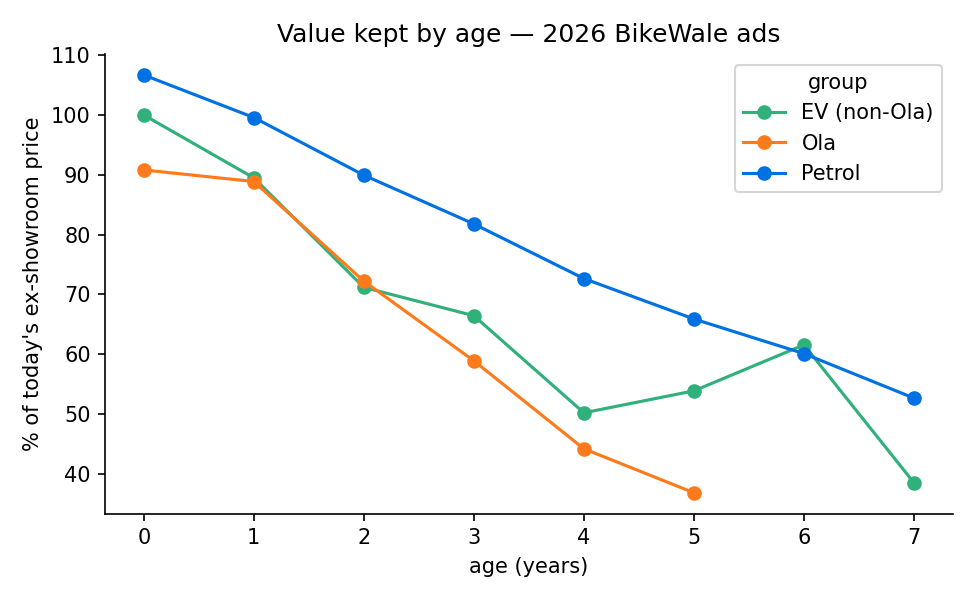 Value kept by age — 2026 BikeWale ads
% of today's ex-showroom price
110
100
90
80
70
60
50
40
group
EV (non-Ola)
Ola
Petrol
0 1 2 3 4 5 6 7
age (years)